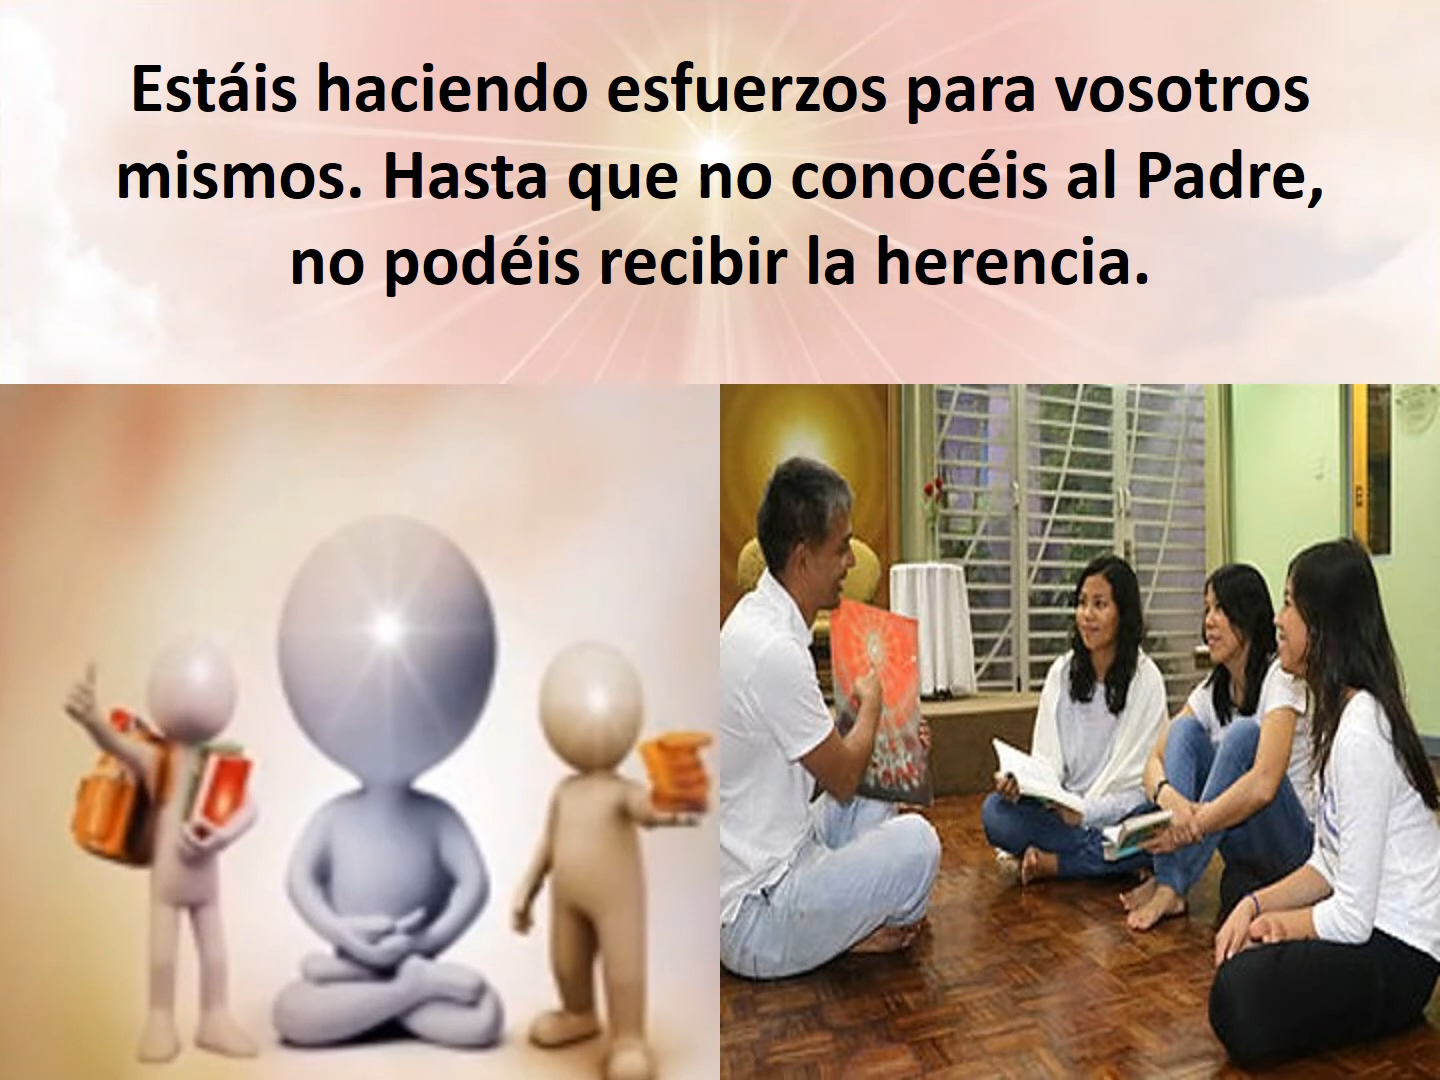 Estáis haciendo esfuerzos para vosotros
mismos. Hasta que no conocéis al Padre,
no podéis recibir la herencia.